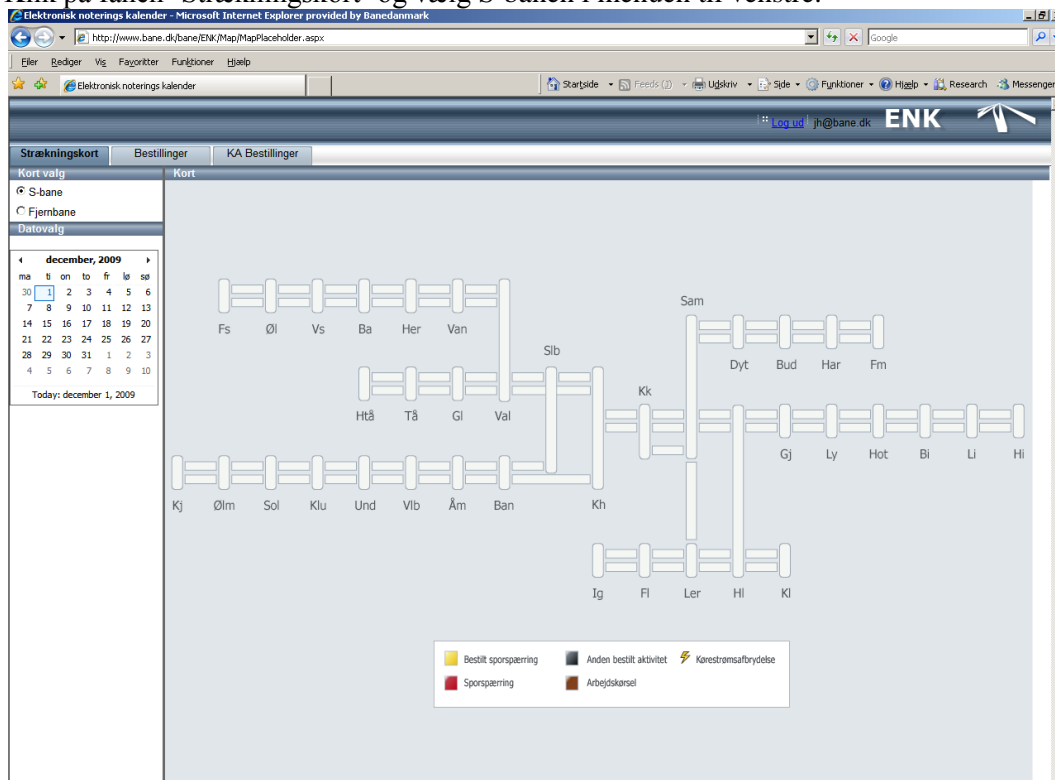 Klik på fanen ”Strækningskort” og vælg S-banen i menuen til venstre.
Elektronisk noterings kalender - Microsoft Internet Explorer provided by Banedanmark
http://www.bane.dk/bane/ENK/Map/MapPlaceholder.aspx
Google
Filer Rediger Vis Favoritter Funktioner Hjælp
Elektronisk noterings kalender
Startside Feeds (J) Udskriv Side Funktioner Hjælp Research Messenger
Log ud jh@bane.dk ENK
Strækningskort Bestillinger KA Bestillinger
Kort valg Kort
S-bane
Fjernbane
Datovalg
december, 2009
ma ti on to fr lø sø
30 1 2 3 4 5 6
7 8 9 10 11 12 13
14 15 16 17 18 19 20
21 22 23 24 25 26 27
28 29 30 31 1 2 3
4 5 6 7 8 9 10
Today: december 1, 2009
Sam
Fs Øl Vs Ba Her Van
Slb
Dyt Bud Har Fm
Kk
Htå Tå Gl Val
Gj Ly Hot Bi Li Hi
Kj Ølm Sol Klu Und Vlb Åm Ban Kh
Ig Fl Ler Hl Kl
Bestilt sporspærring Anden bestilt aktivitet Kørestrømsafbrydelse
Sporspærring Arbejdskørsel